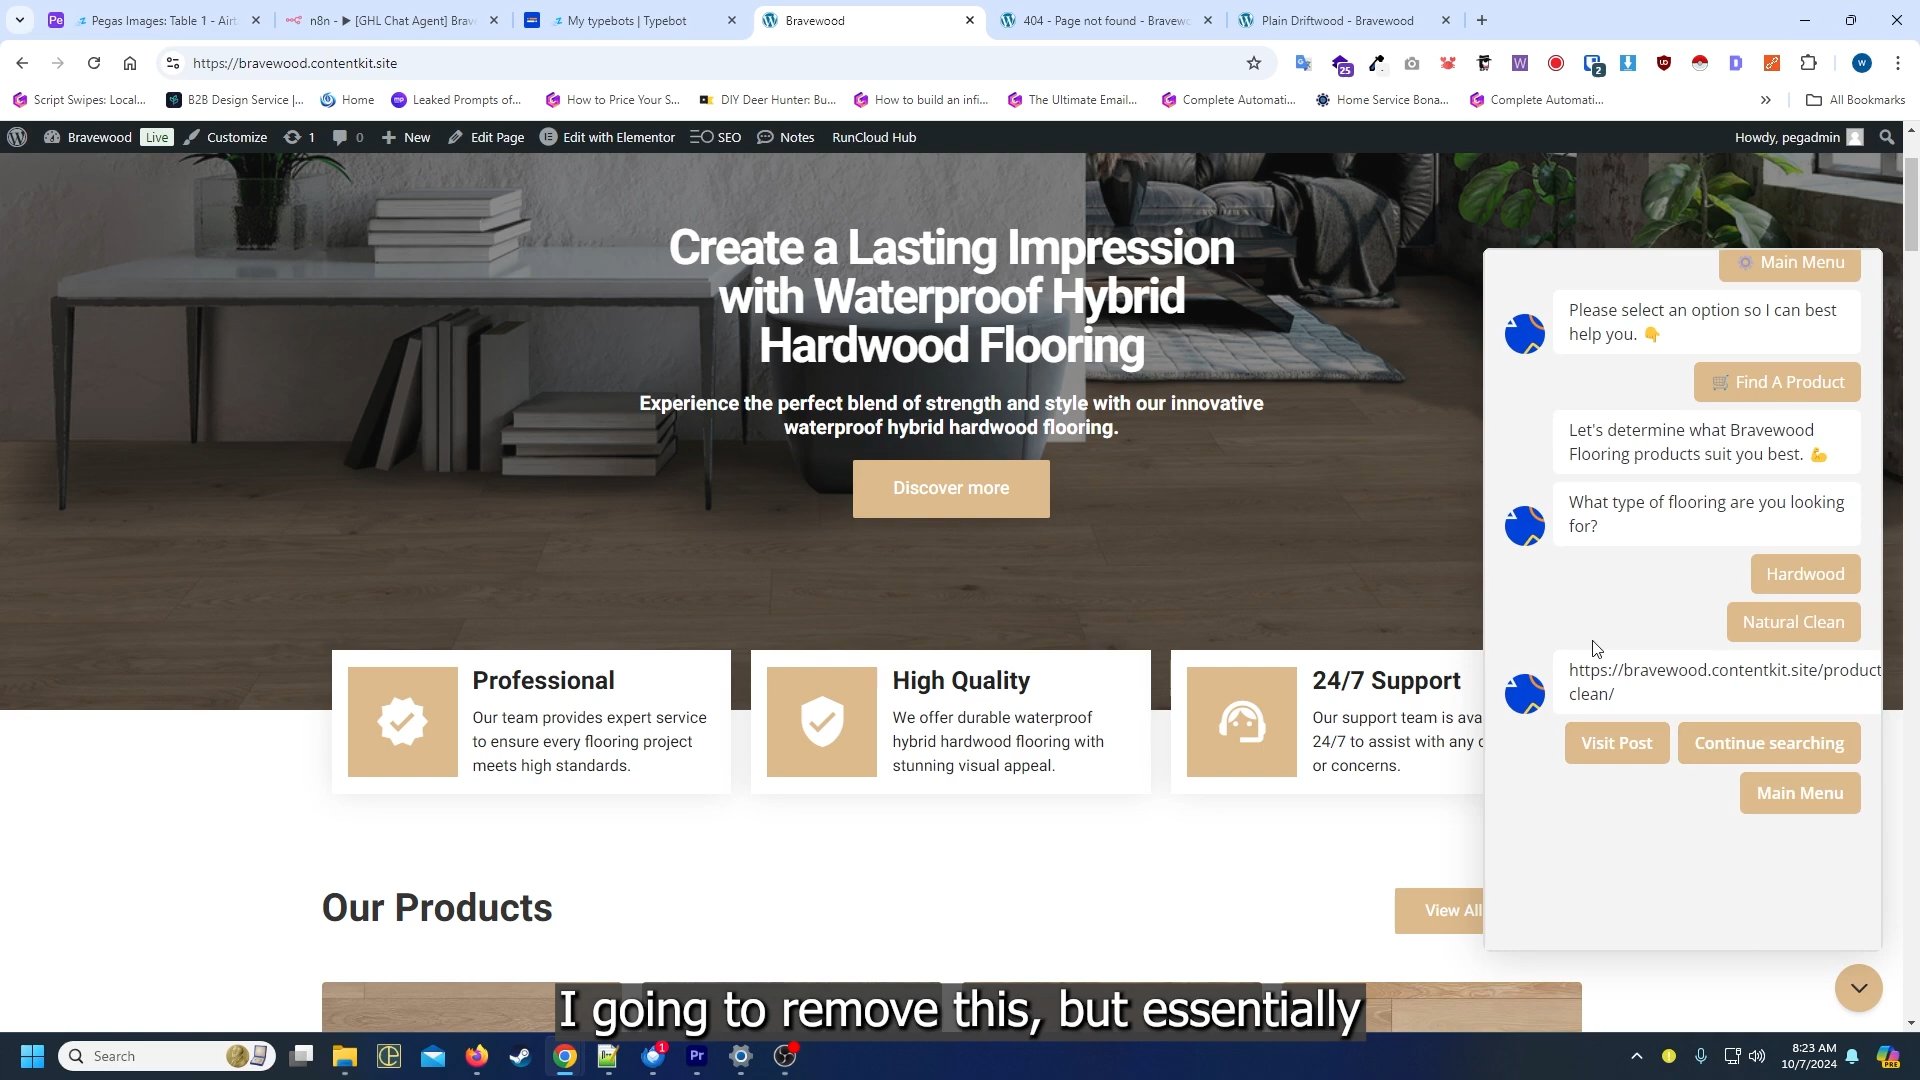 Pegas Images: Table 1 - Airt
n8n - ▶ [GHL Chat Agent] Brave
My typebots | Typebot
Bravewood
404 - Page not found - Bravewo
Plain Driftwood - Bravewood
https://bravewood.contentkit.site
Script Swipes: Local...
B2B Design Service |...
Home
Leaked Prompts of...
How to Price Your S...
DIY Deer Hunter: Bu...
How to build an infi...
The Ultimate Email...
Complete Automati...
Home Service Bona...
Complete Automati...
All Bookmarks
Bravewood Live Customize 1 0 New Edit Page Edit with Elementor SEO Notes RunCloud Hub
Howdy, pegadmin
Create a Lasting Impression
with Waterproof Hybrid
Hardwood Flooring
Experience the perfect blend of strength and style with our innovative
waterproof hybrid hardwood flooring.
Discover more
Professional
Our team provides expert service
to ensure every flooring project
meets high standards.
High Quality
We offer durable waterproof
hybrid hardwood flooring with
stunning visual appeal.
24/7 Support
Our support team is ava
24/7 to assist with any c
or concerns.
Our Products
View All
Main Menu
Please select an option so I can best
help you. 👇
🛒 Find A Product
Let's determine what Bravewood
Flooring products suit you best. 💪
What type of flooring are you looking
for?
Hardwood
Natural Clean
https://bravewood.contentkit.site/product
clean/
Visit Post
Continue searching
Main Menu
I going to remove this, but essentially
Search
8:23 AM
10/7/2024